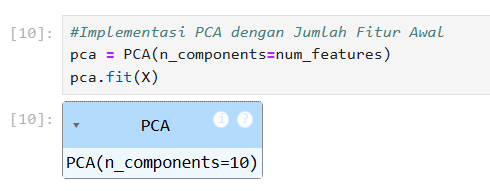 [10]: #Implementasi PCA dengan Jumlah Fitur Awal
pca = PCA(n_components=num_features)
pca.fit(X)
[10]: ▾ PCA i ?
PCA(n_components=10)